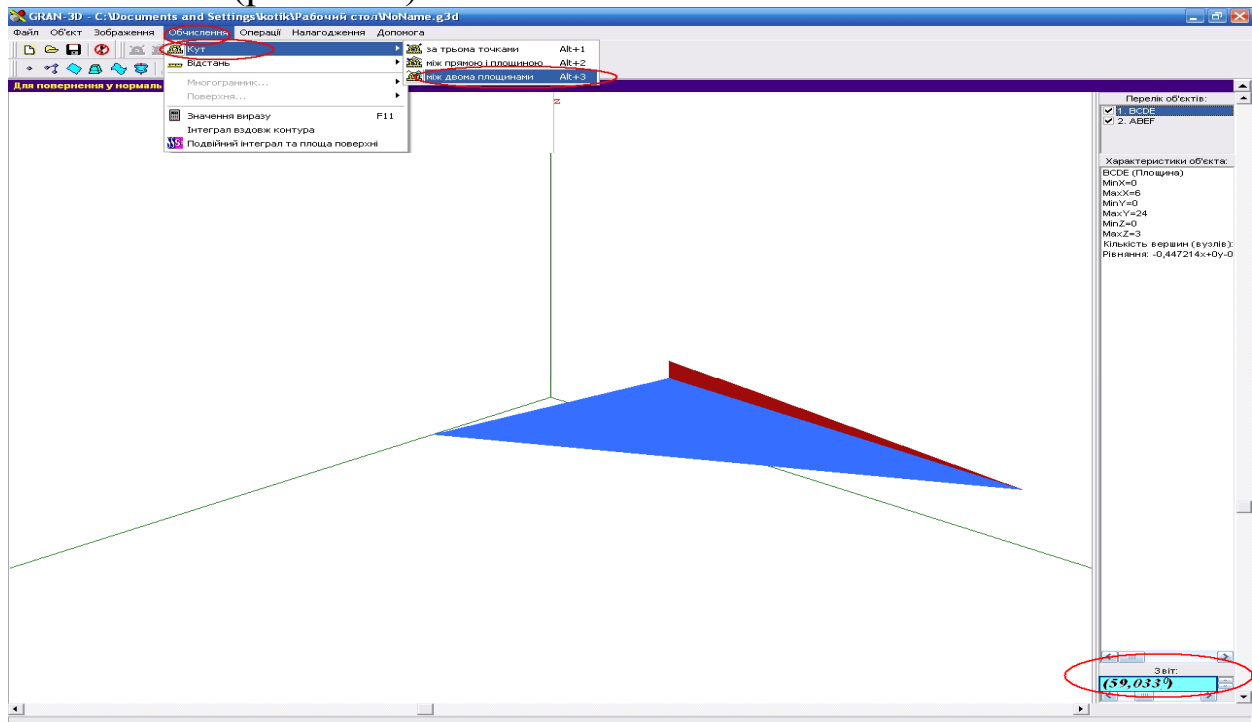 GRAN-3D - C:\Documents and Settings\kotik\Рабочий стол\NoName.g3d
Файл Об'єкт Зображення Обчислення Операції Налагодження Допомога
Кут
за трьома точками Alt+1
Відстань
між прямою і площиною Alt+2
між двома площинами Alt+3
Для повернення у нормаль
Многогранник...
Поверхня...
Значення виразу F11
Інтеграл вздовж контура
Подвійний інтеграл та площа поверхні
z
Перелік об'єктів:
1. BCDE
2. ABEF
Характеристики об'єкта:
BCDE (Площина)
MinX=0
MaxX=6
MinY=0
MaxY=24
MinZ=0
MaxZ=3
Кількість вершин (вузлів):
Рівняння: -0,447214x+0y-0
Звіт:
(59,033⁰)